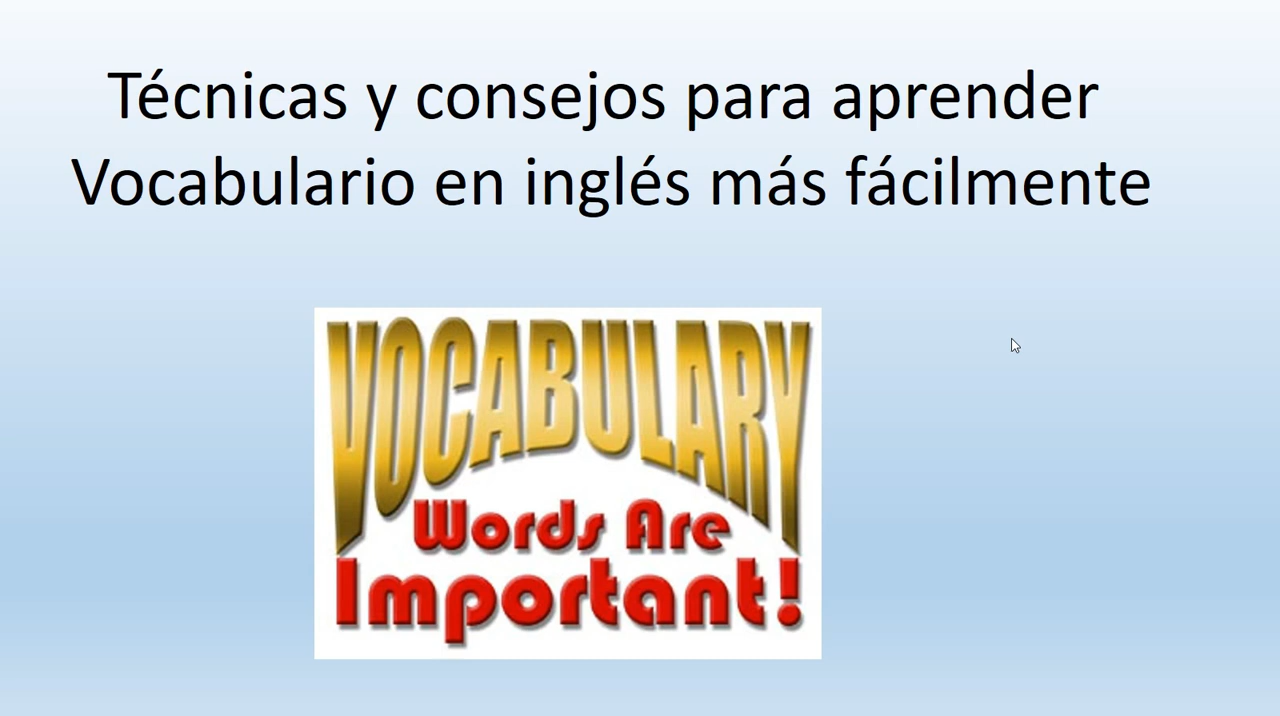 Técnicas y consejos para aprender
Vocabulario en inglés más fácilmente
VOCABULARY
Words Are
Important!